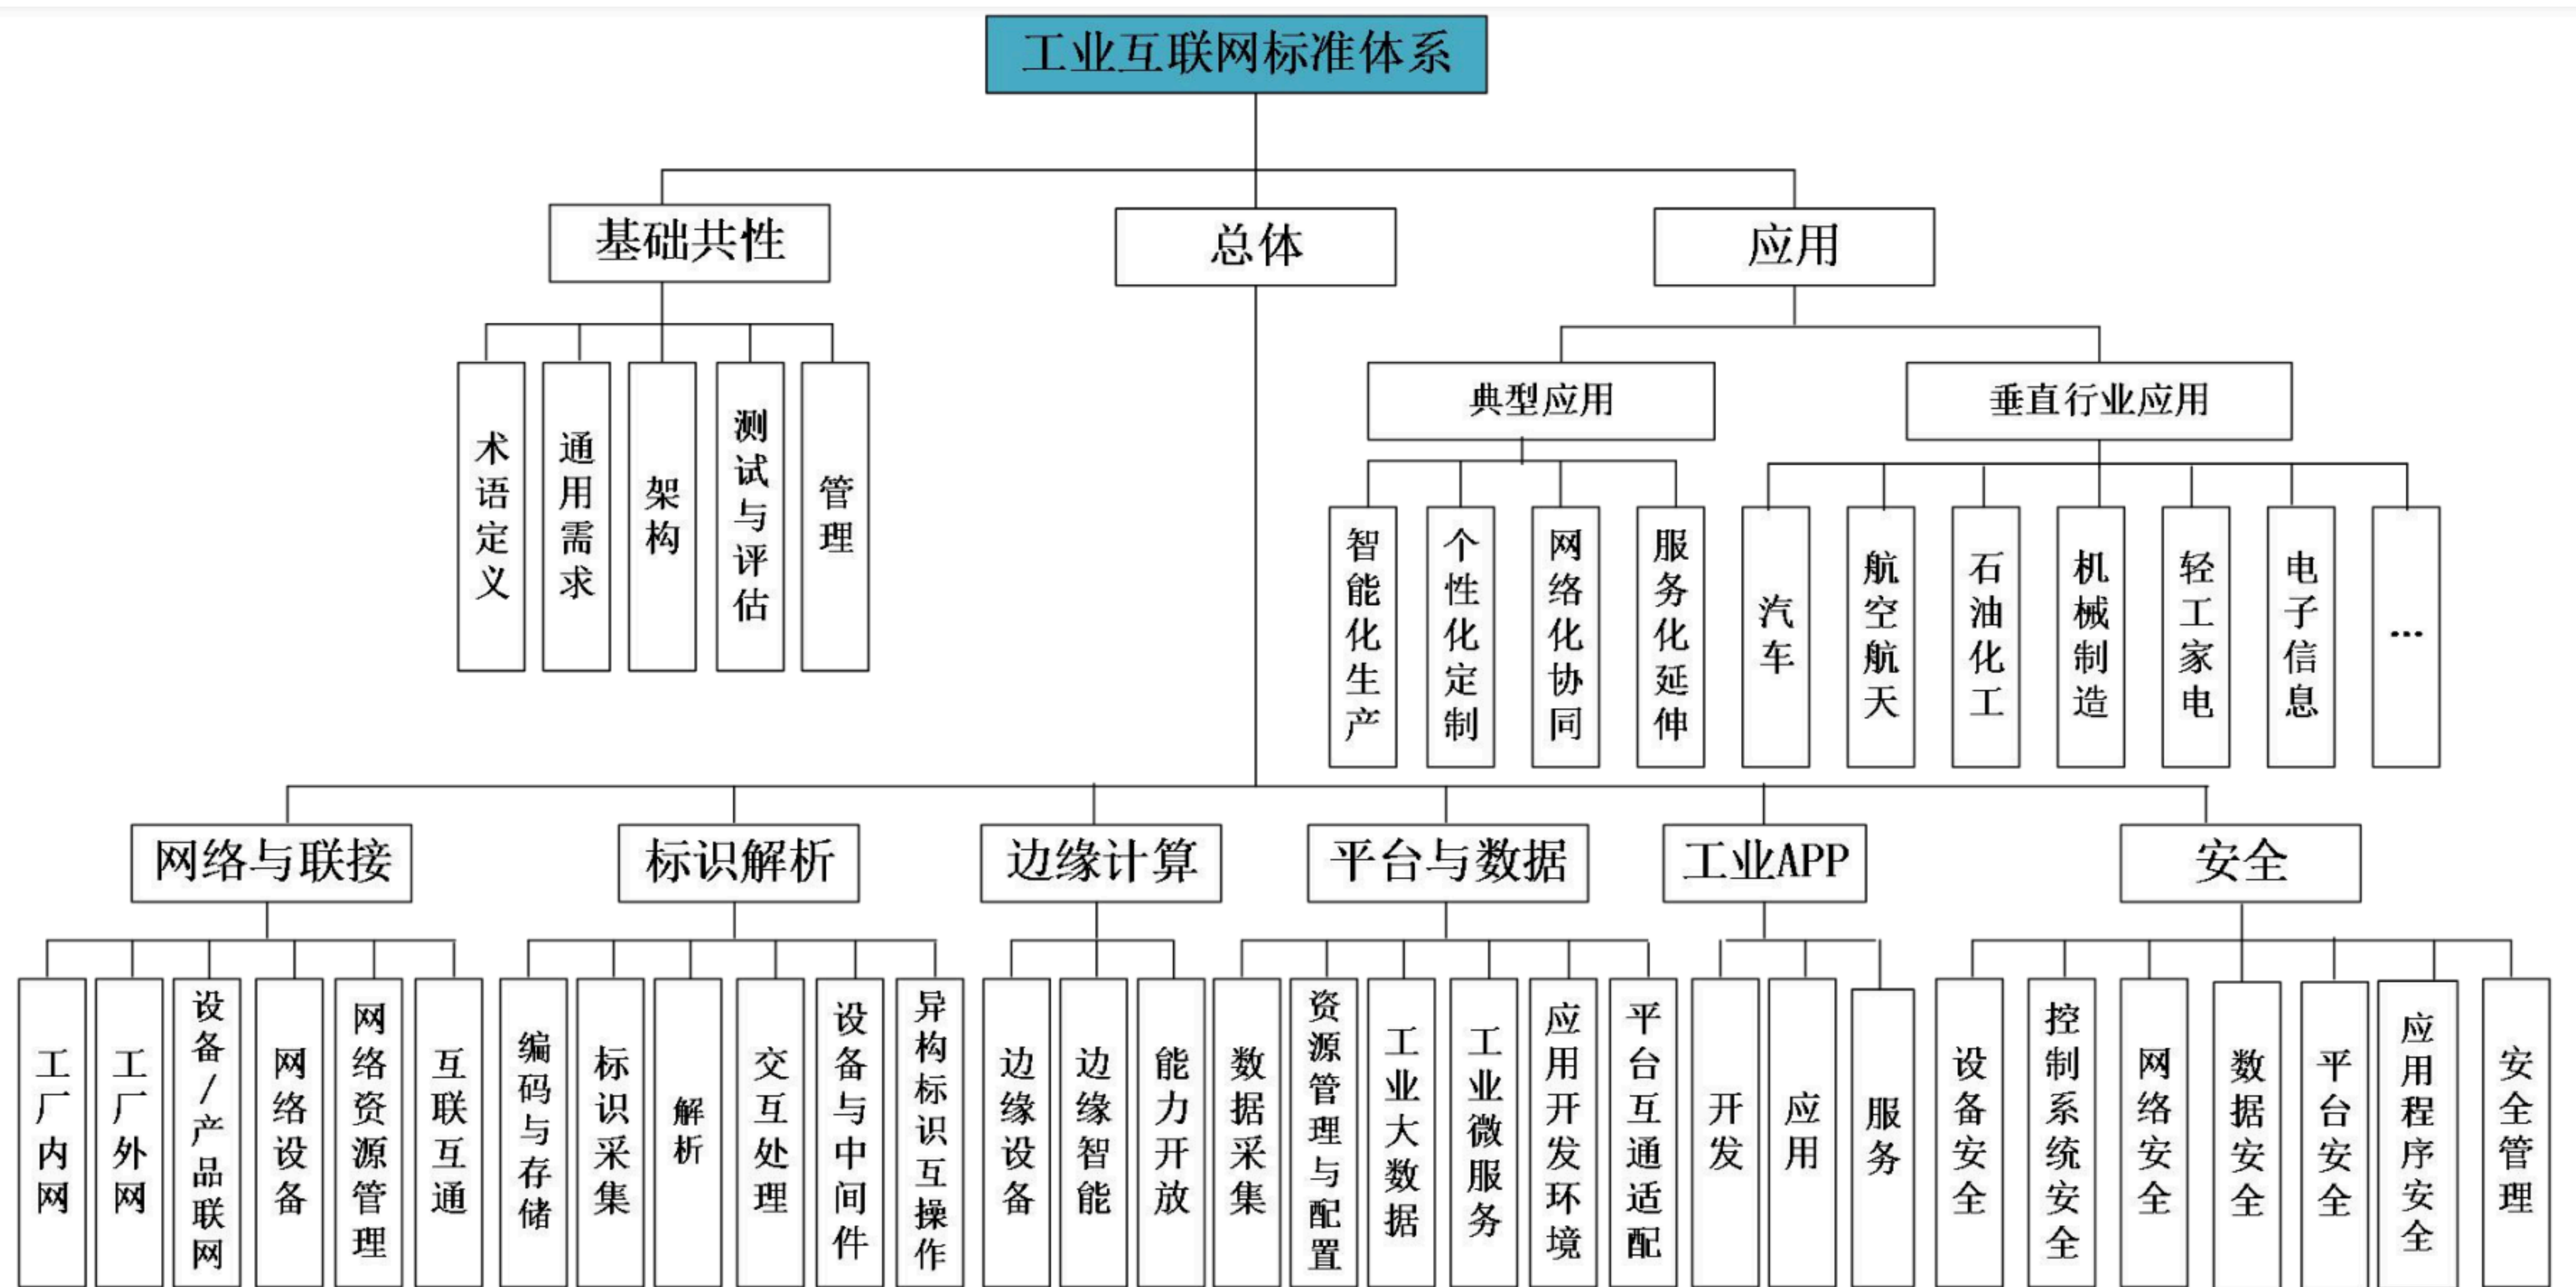 工业互联网标准体系
基础共性
总体
应用
术语定义
通用需求
架构
测试与评估
管理
典型应用
垂直行业应用
智能化生产
个性化定制
网络化协同
服务化延伸
汽车
航空航天
石油化工
机械制造
轻工家电
电子信息
...
网络与联接
标识解析
边缘计算
平台与数据
工业APP
安全
工厂内网
工厂外网
设备/产品联网
网络设备
网络资源管理
互联互通
编码与存储
标识采集
解析
交互处理
设备与中间件
异构标识互操作
边缘设备
边缘智能
能力开放
数据采集
资源管理与配置
工业大数据
工业微服务
应用开发环境
平台互通适配
开发
应用
服务
设备安全
控制系统安全
网络安全
数据安全
平台安全
应用程序安全
安全管理